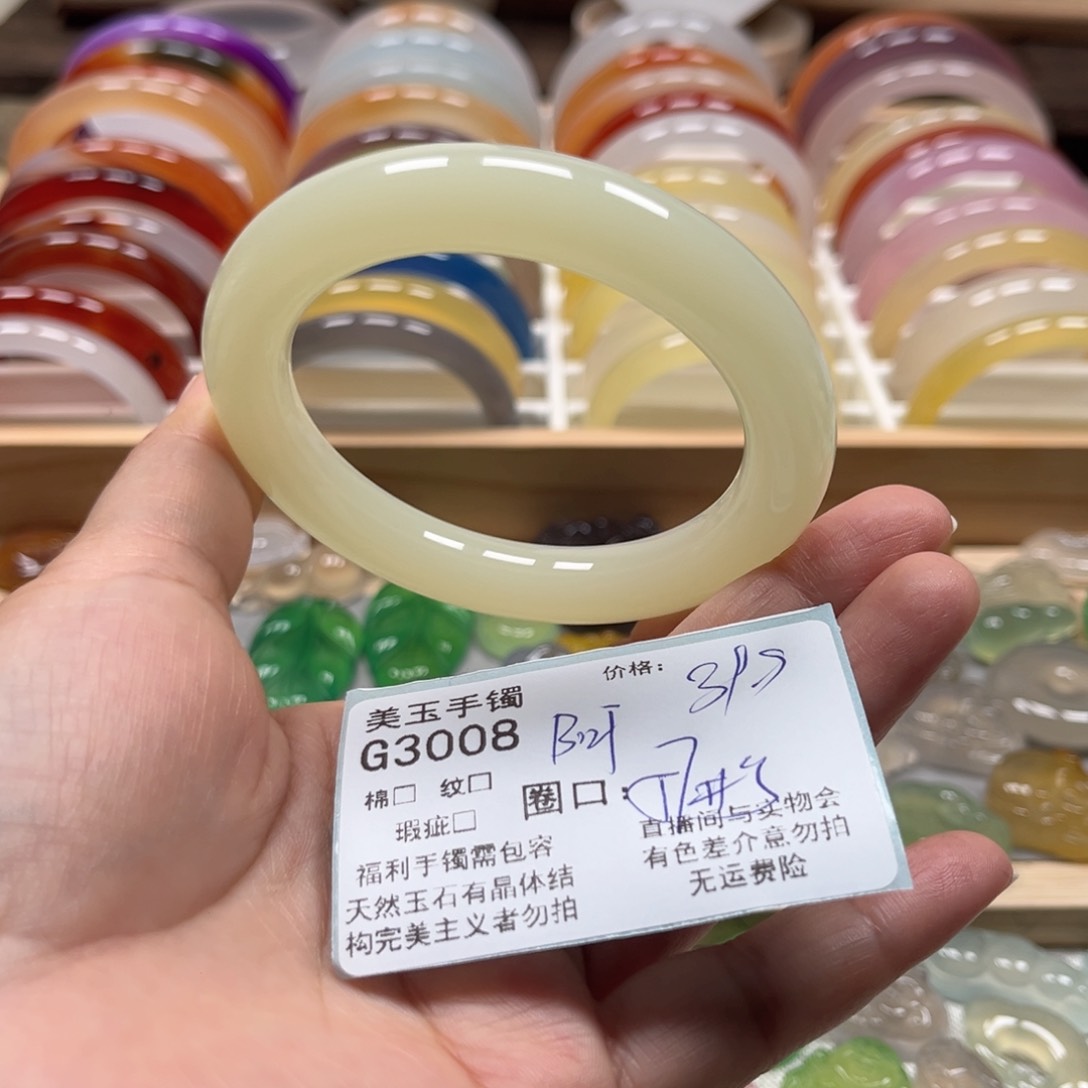 价格：
美玉手镯
G3008
棉□ 纹□
圈口：
瑕疵□
福利手镯需包容
天然玉石有晶体结
构完美主义者勿拍
直播间与实物会
有色差介意勿拍
无运费险